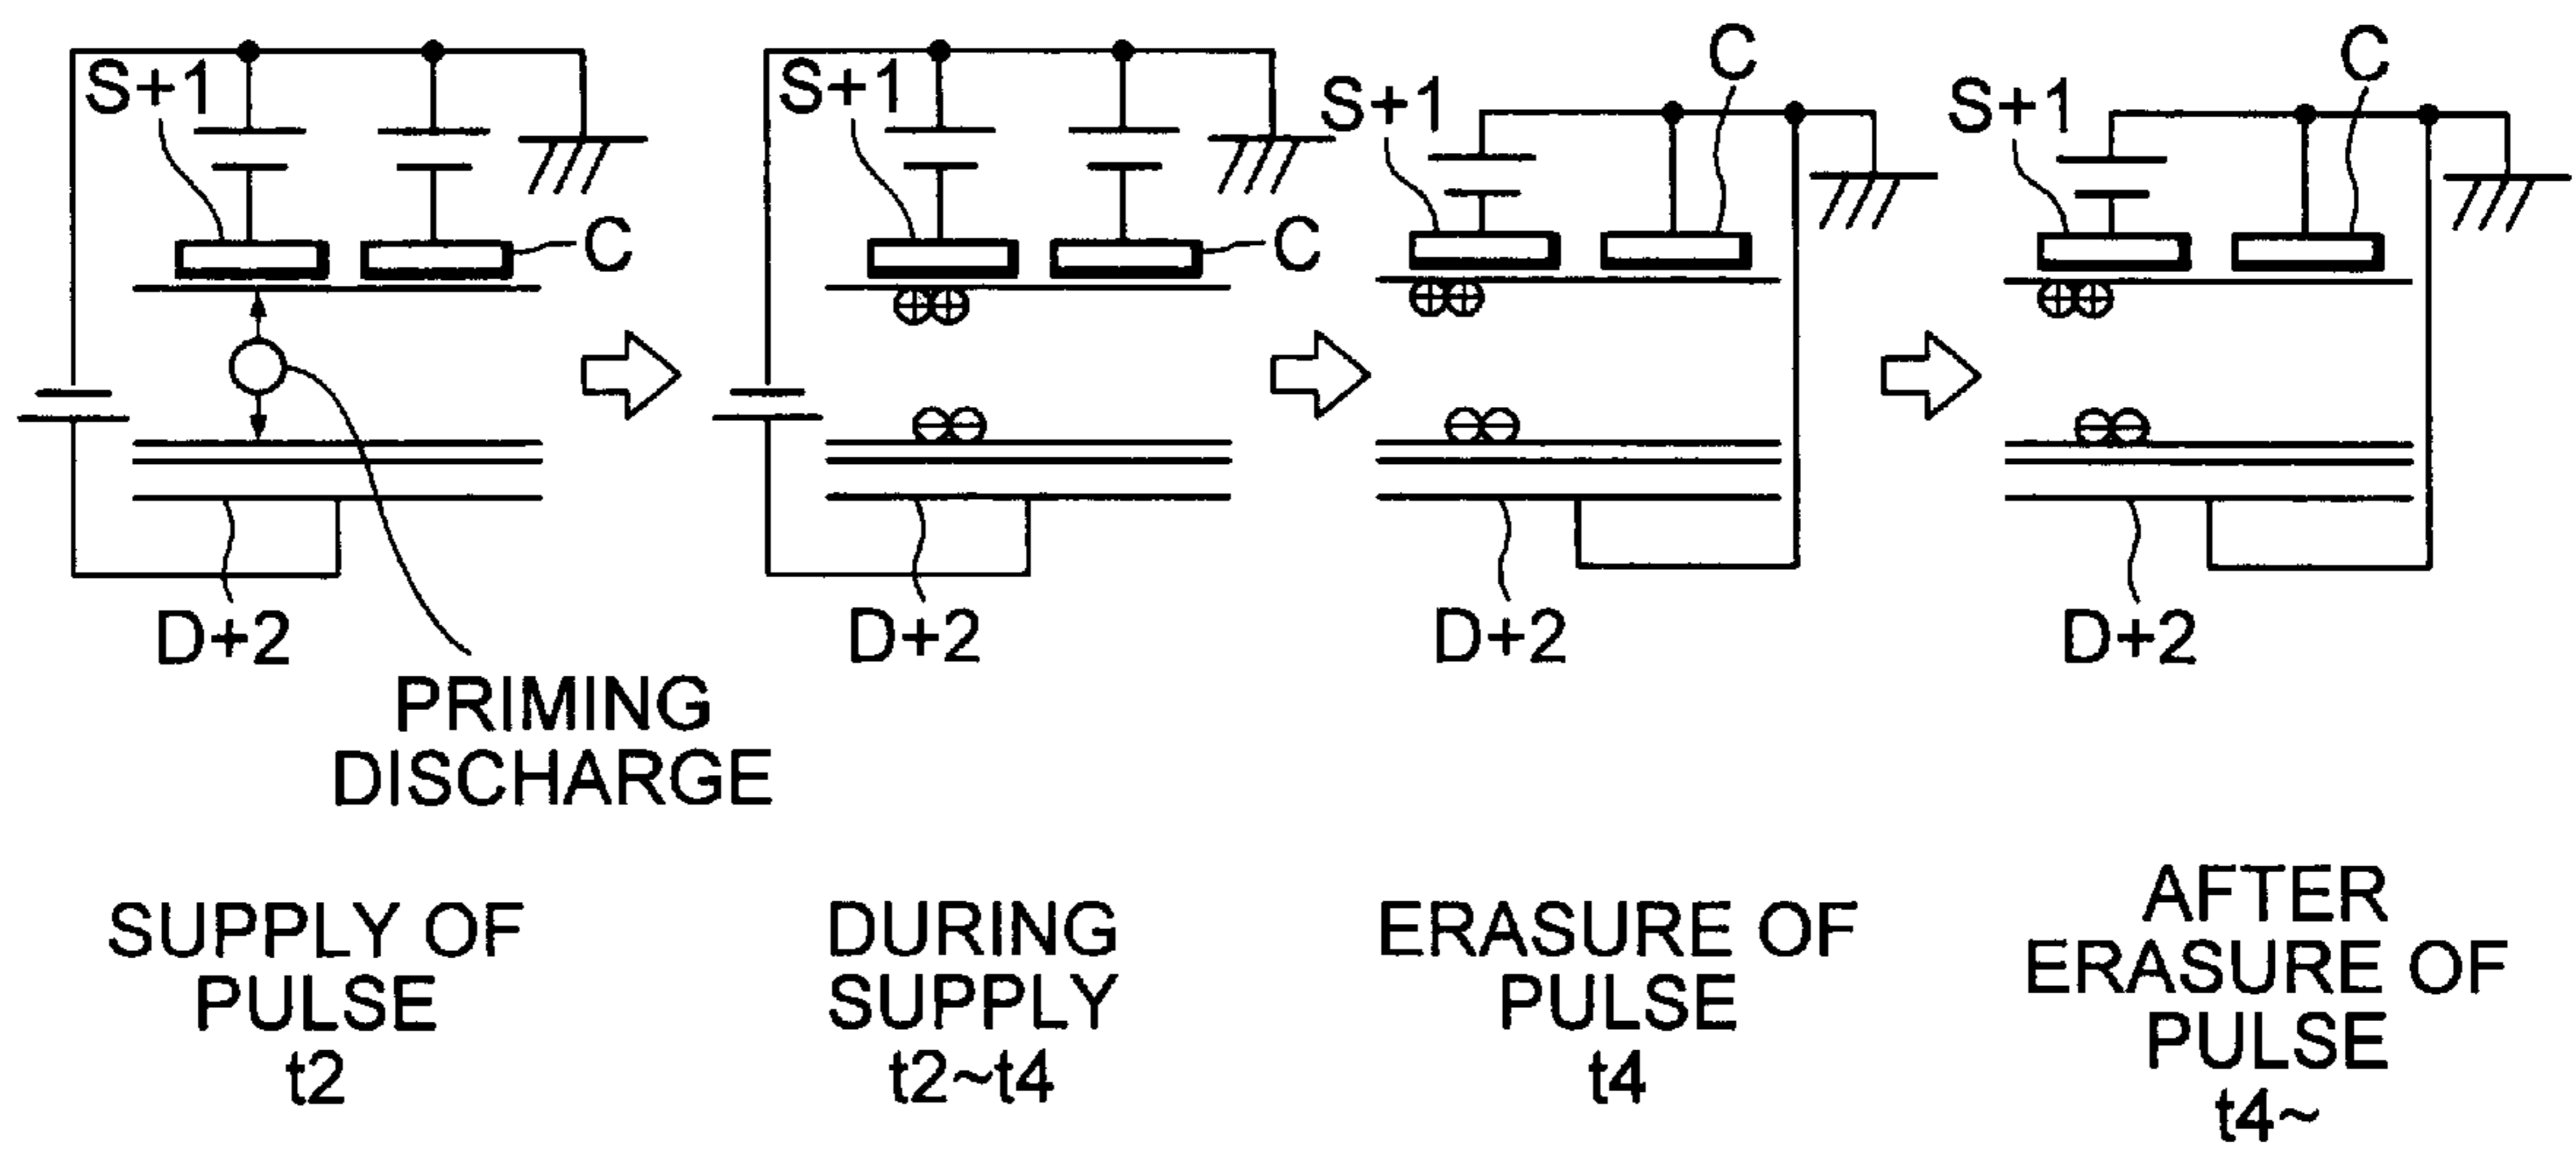 S+1
C
D+2
PRIMING
DISCHARGE
SUPPLY OF
PULSE
t2
S+1
C
D+2
DURING
SUPPLY
t2~t4
S+1
C
D+2
ERASURE OF
PULSE
t4
S+1
C
D+2
AFTER
ERASURE OF
PULSE
t4~